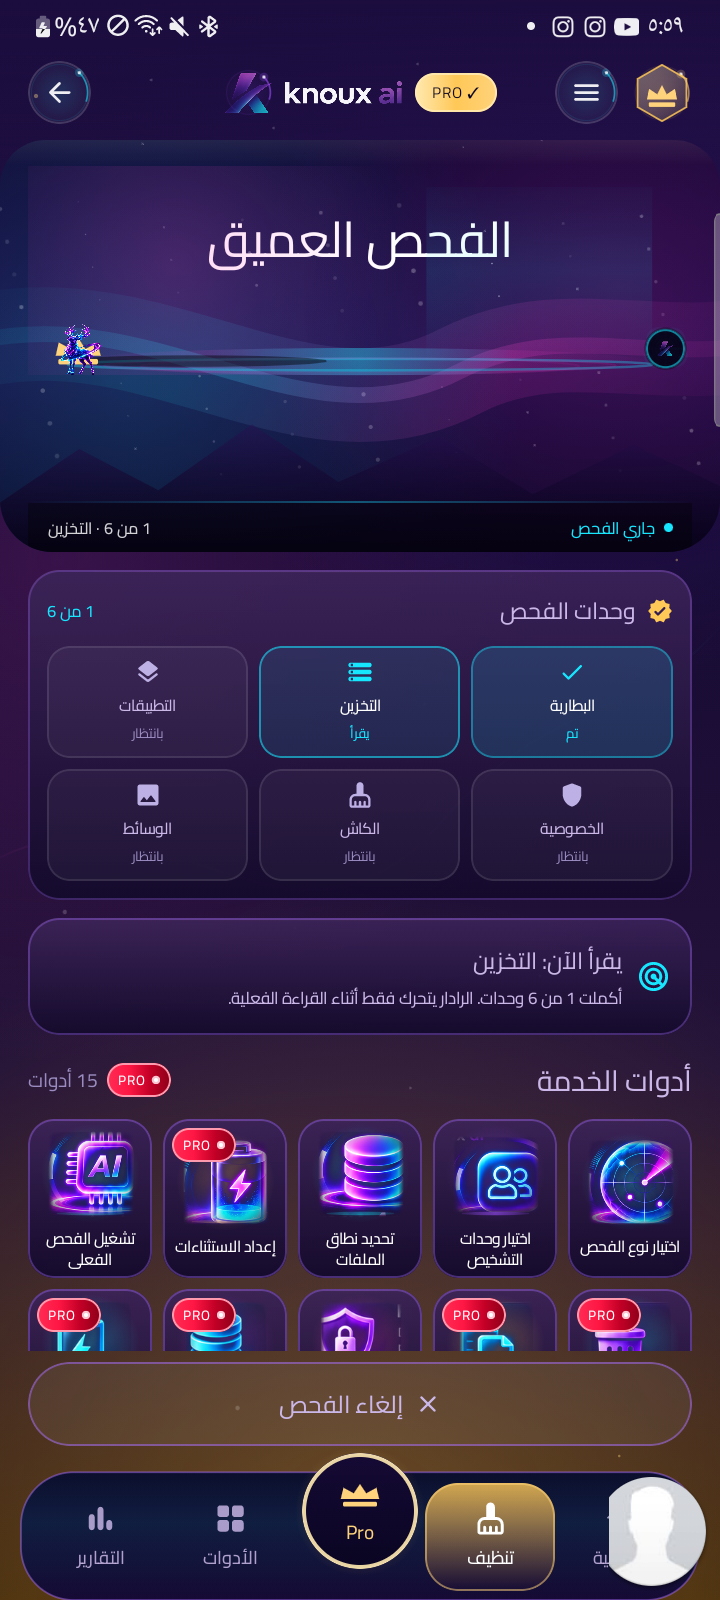 ٥:٥٩
%٤٧
knoux ai
PRO ✓
الفحص العميق
جاري الفحص
1 من 6 · التخزين
وحدات الفحص
1 من 6
البطارية
تم
التخزين
يقرأ
التطبيقات
بانتظار
الخصوصية
بانتظار
الكاش
بانتظار
الوسائط
بانتظار
يقرأ الآن: التخزين
أكملت 1 من 6 وحدات. الرادار يتحرك فقط أثناء القراءة الفعلية.
أدوات الخدمة
PRO
15 أدوات
اختيار نوع الفحص
اختيار وحدات
التشخيص
تحديد نطاق
الملفات
PRO
إعداد الاستثناءات
AI
تشغيل الفحص
الفعلي
PRO
PRO
PRO
PRO
إلغاء الفحص
تنظيف
Pro
الأدوات
التقارير